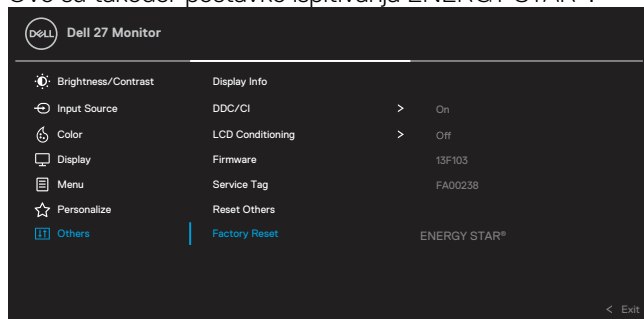 Ovo su također postavke ispitivanja ENERGY STAR®.
DELL Dell 27 Monitor
Brightness/Contrast Display Info
Input Source DDC/CI > On
Color LCD Conditioning > Off
Display Firmware 13F103
Menu Service Tag FA00238
Personalize Reset Others
Others Factory Reset ENERGY STAR®
< Exit